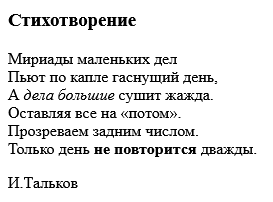 Стихотворение
Мириады маленьких дел
Пьют по капле гаснущий день,
А дела большие сушит жажда.
Оставляя все на «потом».
Прозреваем задним числом.
Только день не повторится дважды.
И.Тальков